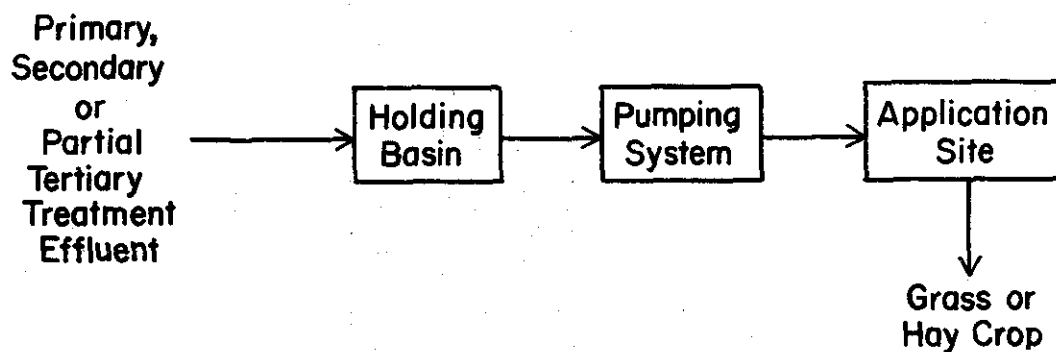 Primary,
Secondary
or
Partial
Tertiary
Treatment
Effluent
Holding
Basin
Pumping
System
Application
Site
Grass or
Hay Crop